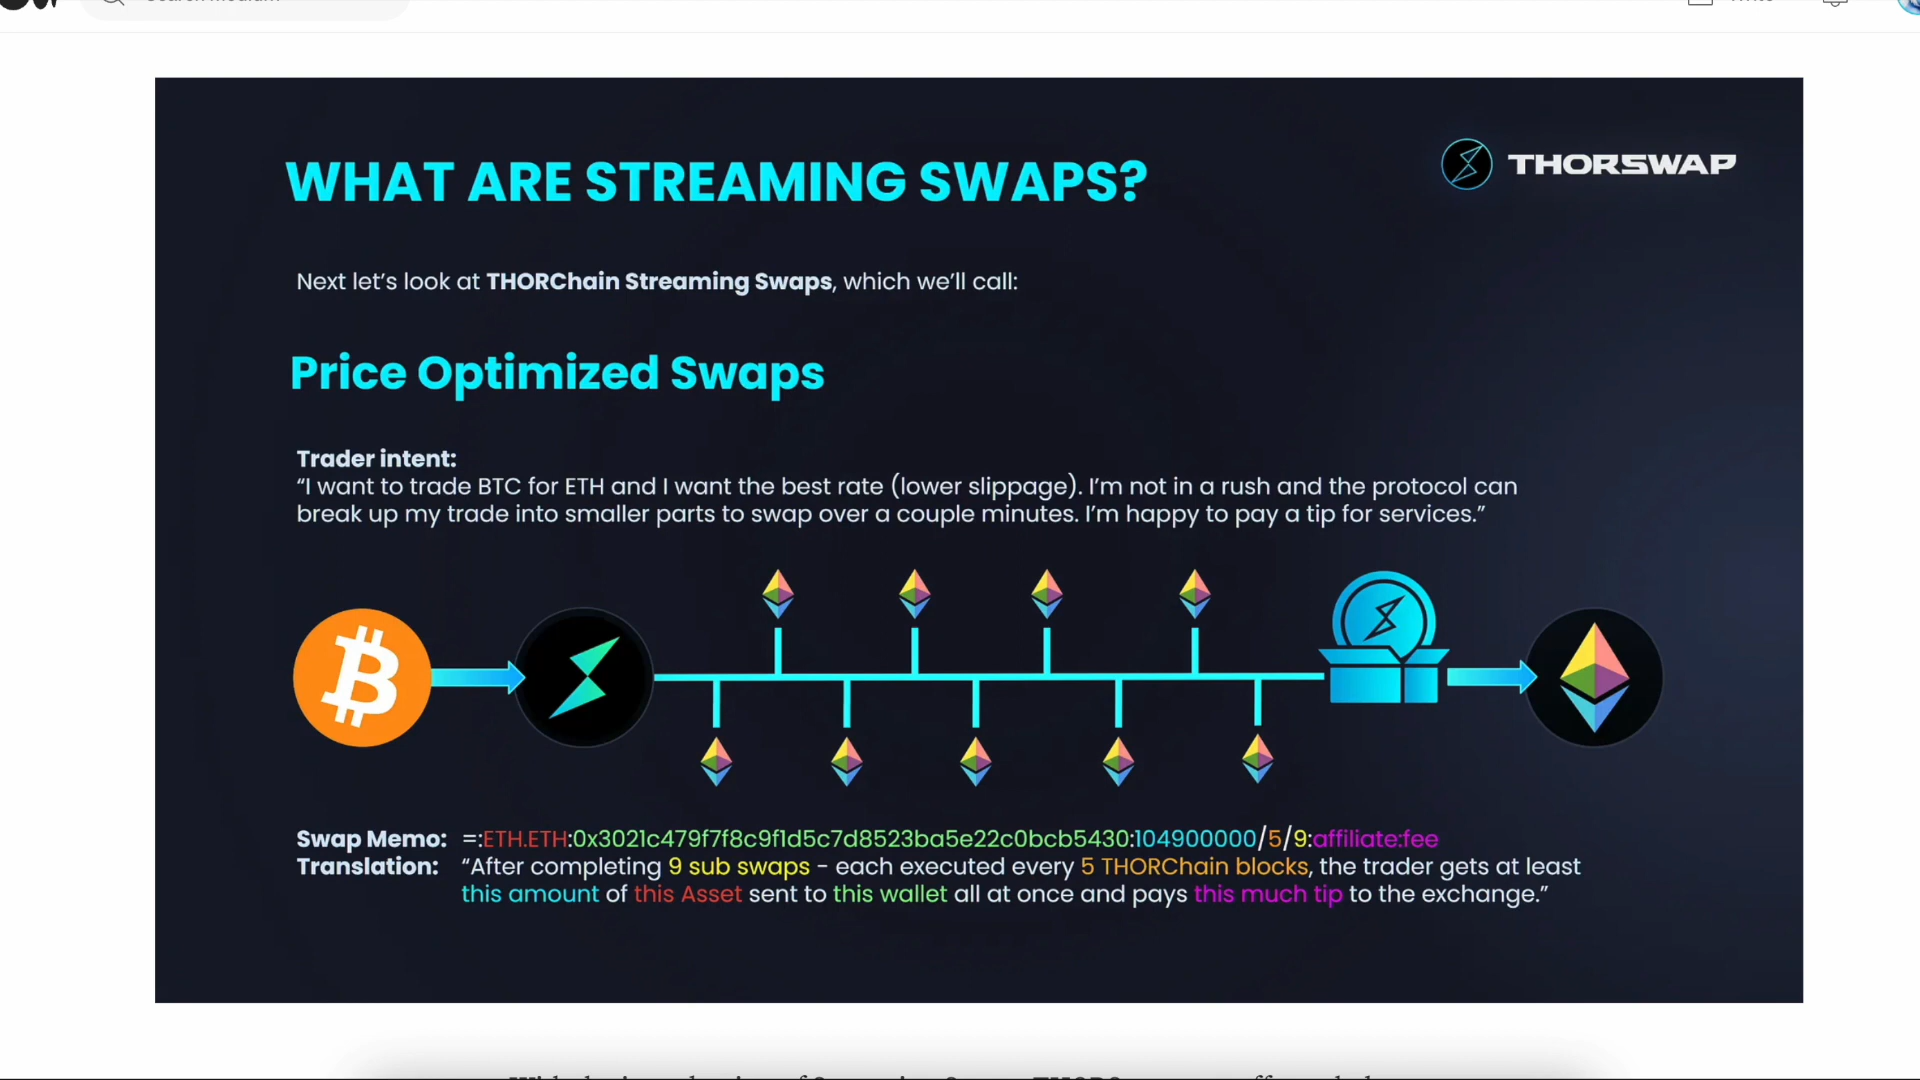 WHAT ARE STREAMING SWAPS?
THORSWAP
Next let's look at THORChain Streaming Swaps, which we'll call:
Price Optimized Swaps
Trader intent:
“I want to trade BTC for ETH and I want the best rate (lower slippage). I'm not in a rush and the protocol can
break up my trade into smaller parts to swap over a couple minutes. I'm happy to pay a tip for services.”
Swap Memo: =:ETH.ETH:0x3021c479f7f8c9f1d5c7d8523ba5e22c0bcb5430:104900000/5/9:affiliate:fee
Translation: “After completing 9 sub swaps - each executed every 5 THORChain blocks, the trader gets at least
this amount of this Asset sent to this wallet all at once and pays this much tip to the exchange.”